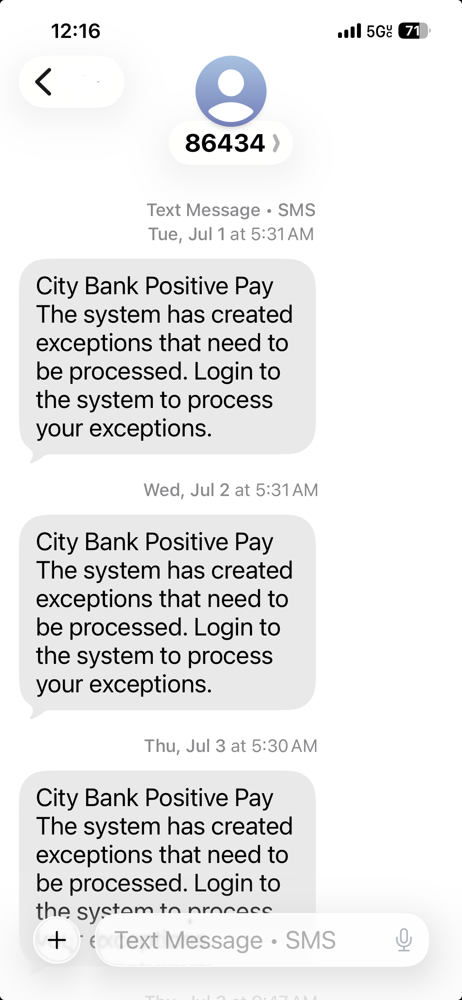 12:16
5G UC
71
86434
Text Message • SMS
Tue, Jul 1 at 5:31 AM
City Bank Positive Pay
The system has created
exceptions that need to
be processed. Login to
the system to process
your exceptions.
Wed, Jul 2 at 5:31 AM
City Bank Positive Pay
The system has created
exceptions that need to
be processed. Login to
the system to process
your exceptions.
Thu, Jul 3 at 5:30 AM
City Bank Positive Pay
The system has created
exceptions that need to
be processed. Login to
the system to process
Text Message • SMS